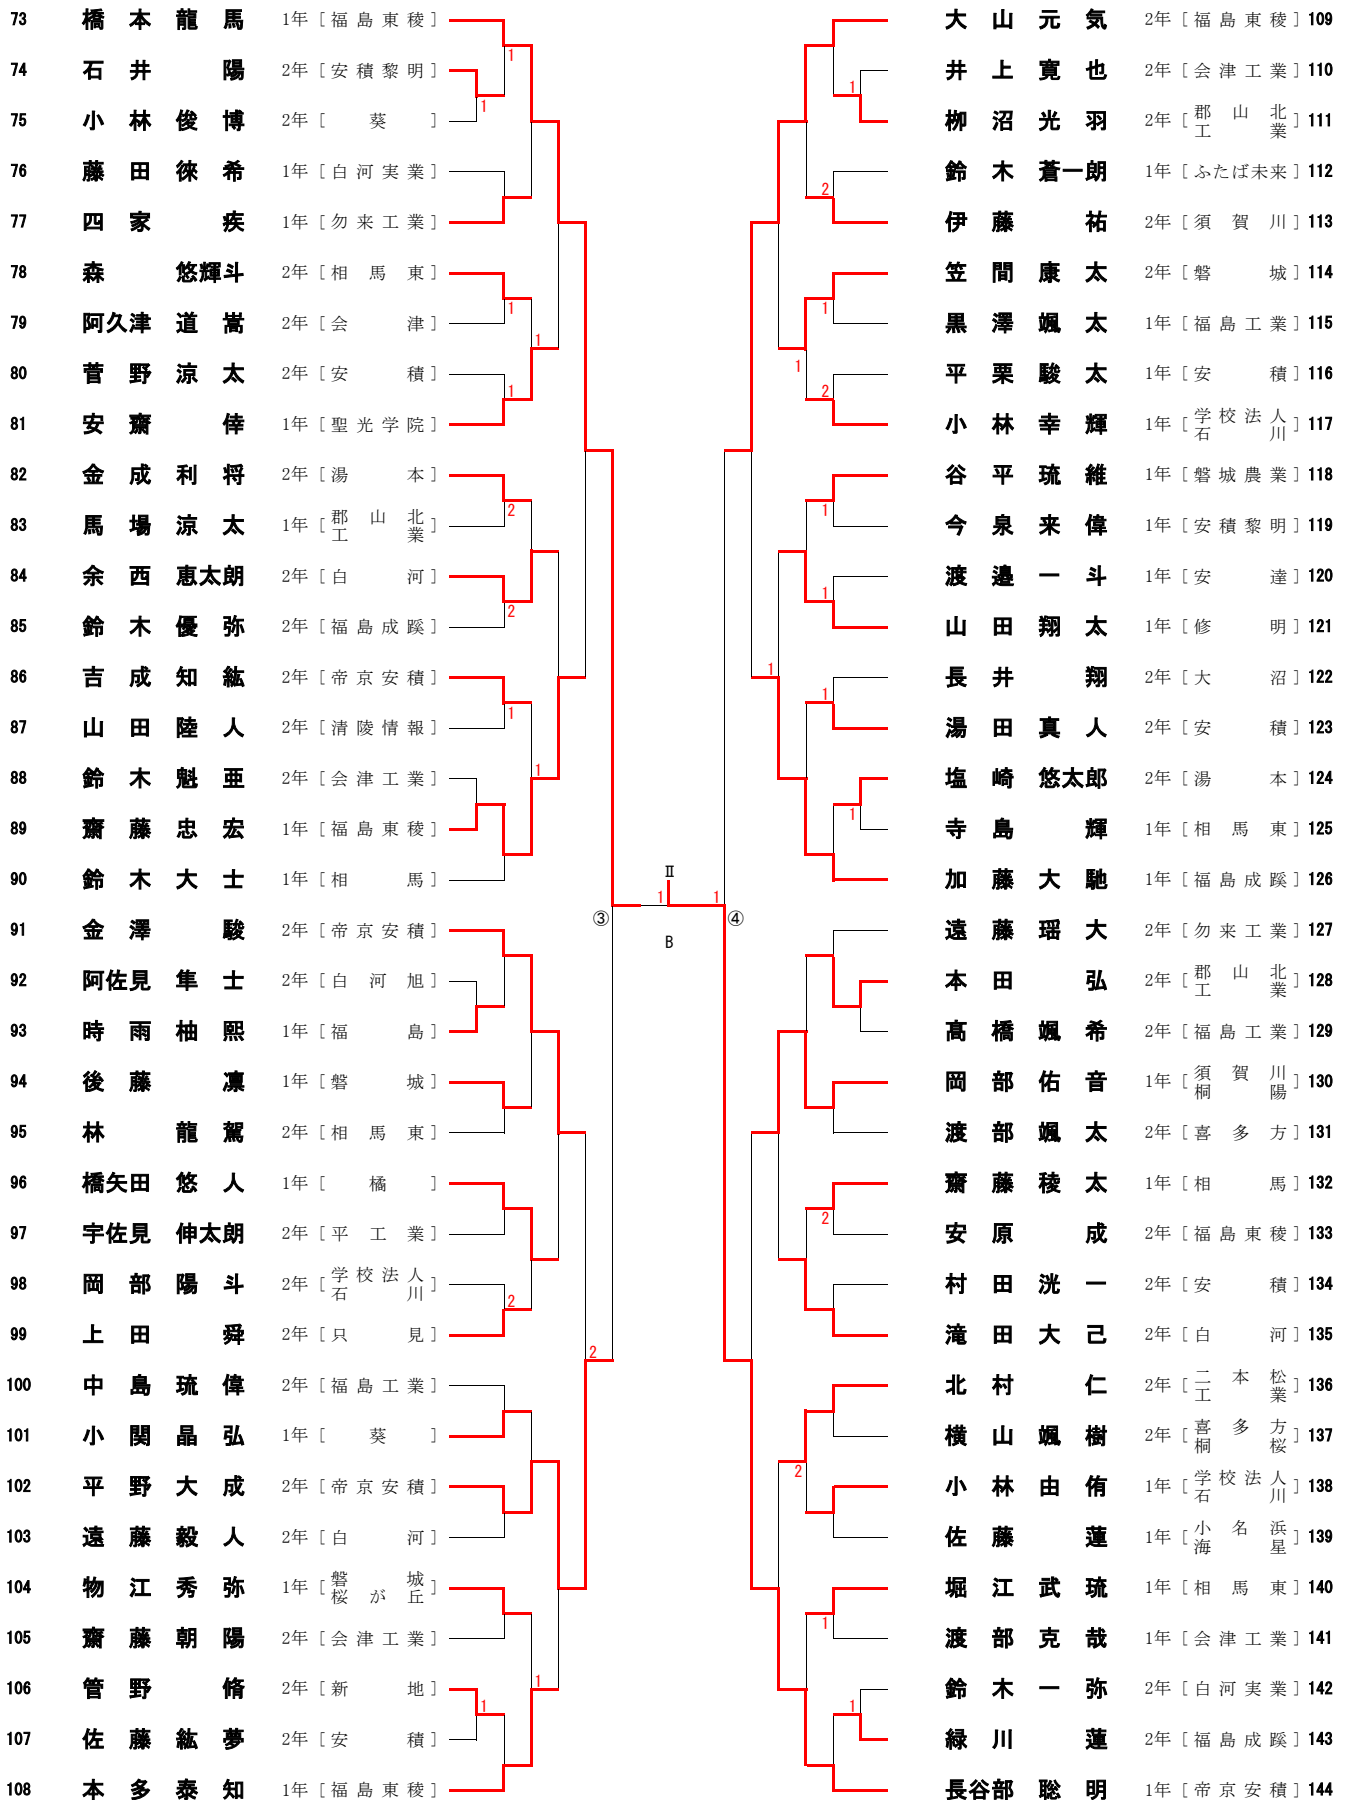 73 橋本龍馬 1年 [福島東稜]
1
74 石井 陽 2年 [安積黎明]
1
75 小林俊博 2年 [葵]
76 藤田徠希 1年 [白河実業]
77 四家 疾 1年 [勿来工業]
78 森 悠輝斗 2年 [相馬東]
1
79 阿久津道嵩 2年 [会津]
1
80 菅野涼太 2年 [安積]
1
81 安齋 倖 1年 [聖光学院]
82 金成利将 2年 [湯本]
2
83 馬場涼太 1年 [郡山北工業]
84 余西恵太朗 2年 [白河]
2
85 鈴木優弥 2年 [福島成蹊]
86 吉成知紘 2年 [帝京安積]
1
87 山田陸人 2年 [清陵情報]
1
88 鈴木魁亜 2年 [会津工業]
89 齋藤忠宏 1年 [福島東稜]
90 鈴木大士 1年 [相馬]
91 金澤 駿 2年 [帝京安積]
92 阿佐見隼士 2年 [白河旭]
93 時雨柚熙 1年 [福島]
94 後藤 凜 1年 [磐城]
95 林 龍駕 2年 [相馬東]
96 橋矢田悠人 1年 [橘]
97 宇佐見伸太朗 2年 [平工業]
98 岡部陽斗 2年 [学校法人石川]
2
99 上田 舜 2年 [只見]
2
100 中島琉偉 2年 [福島工業]
101 小関晶弘 1年 [葵]
102 平野大成 2年 [帝京安積]
103 遠藤毅人 2年 [白河]
104 物江秀弥 1年 [磐城桜が丘]
105 齋藤朝陽 2年 [会津工業]
1
106 管野 脩 2年 [新地]
1
107 佐藤紘夢 2年 [安積]
108 本多泰知 1年 [福島東稜]
Ⅱ
1 1
③ ④
B
大山元気 2年 [福島東稜] 109
井上寛也 2年 [会津工業] 110
1
柳沼光羽 2年 [郡山北工業] 111
鈴木蒼一朗 1年 [ふたば未来] 112
2
伊藤 祐 2年 [須賀川] 113
笠間康太 2年 [磐城] 114
1
黒澤颯太 1年 [福島工業] 115
1
平栗駿太 1年 [安積] 116
2
小林幸輝 1年 [学校法人石川] 117
谷平琉維 1年 [磐城農業] 118
1
今泉来偉 1年 [安積黎明] 119
渡邉一斗 1年 [安達] 120
1
山田翔太 1年 [修明] 121
1
長井 翔 2年 [大沼] 122
1
湯田真人 2年 [安積] 123
塩崎悠太郎 2年 [湯本] 124
1
寺島 輝 1年 [相馬東] 125
加藤大馳 1年 [福島成蹊] 126
遠藤瑶大 2年 [勿来工業] 127
本田 弘 2年 [郡山北工業] 128
髙橋颯希 2年 [福島工業] 129
岡部佑音 1年 [須賀川桐陽] 130
渡部颯太 2年 [喜多方] 131
齋藤稜太 1年 [相馬] 132
2
安原 成 2年 [福島東稜] 133
村田洸一 2年 [安積] 134
滝田大己 2年 [白河] 135
北村 仁 2年 [二本松工業] 136
横山颯樹 2年 [喜多方桐桜] 137
2
小林由侑 1年 [学校法人石川] 138
佐藤 蓮 1年 [小名浜海星] 139
堀江武琉 1年 [相馬東] 140
1
渡部克哉 1年 [会津工業] 141
鈴木一弥 2年 [白河実業] 142
1
緑川 蓮 2年 [福島成蹊] 143
長谷部聡明 1年 [帝京安積] 144